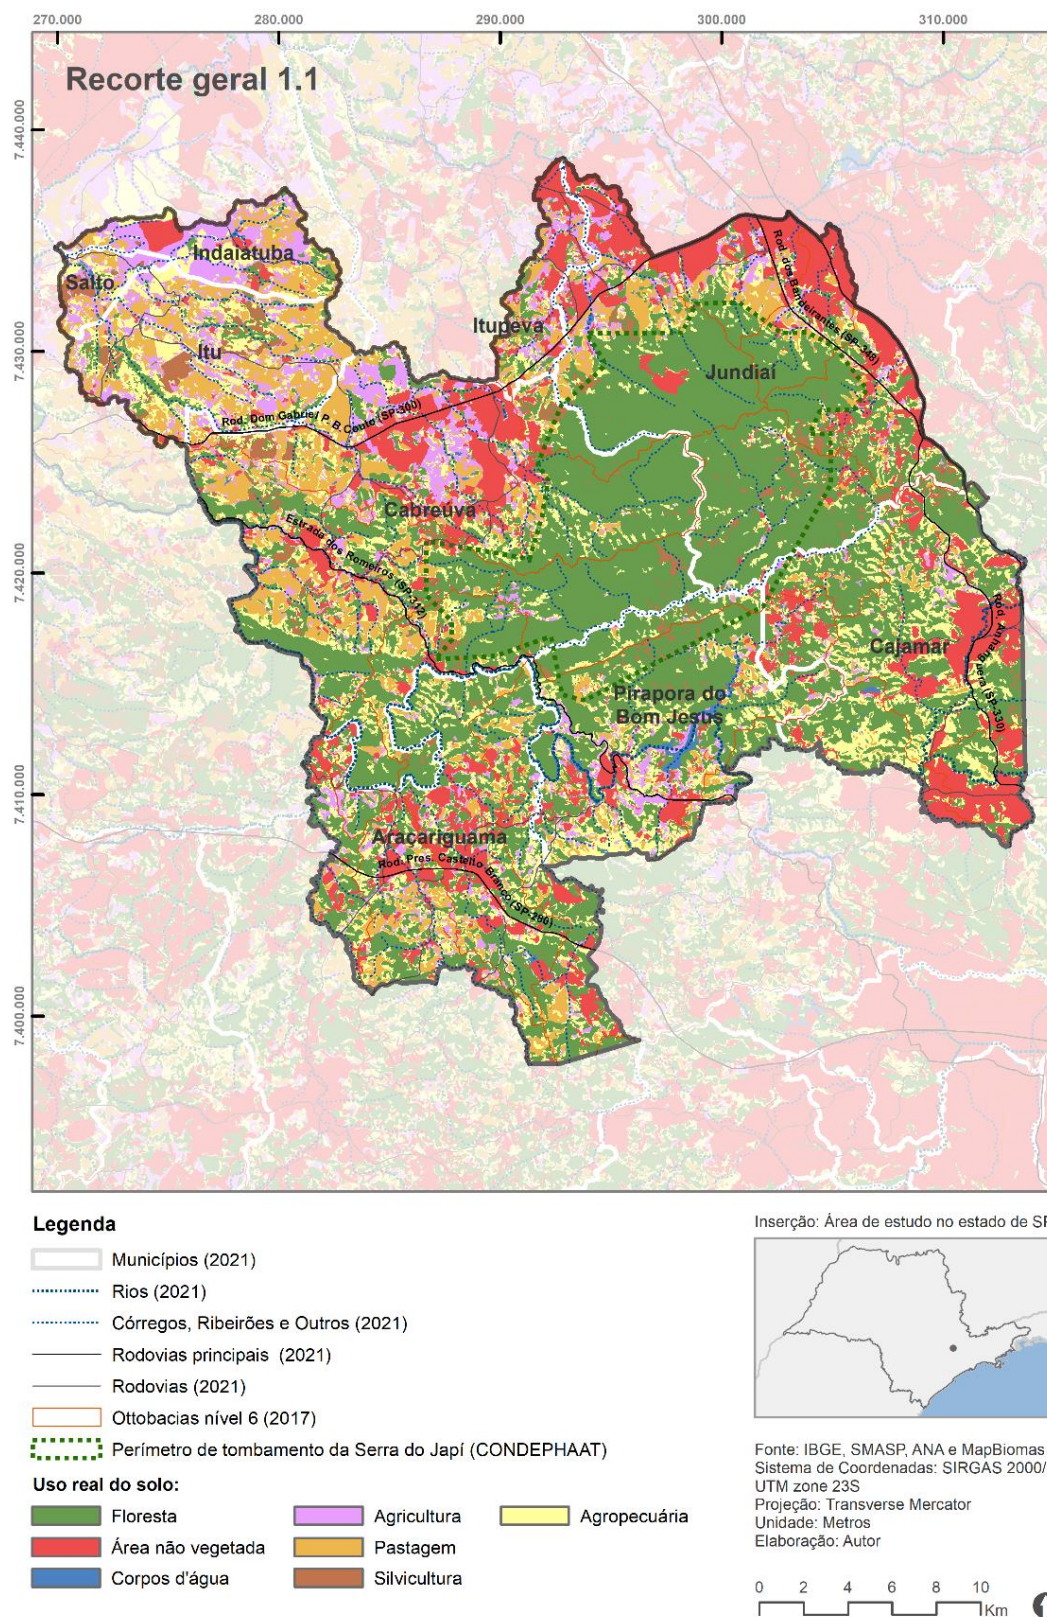 270.000 280.000 290.000 300.000 310.000
Recorte geral 1.1
7.440.000
7.430.000
7.420.000
7.410.000
7.400.000
Indaiatuba
Salto
Itu
Itupeva
Jundiaí
Rod. dos Bandeirantes (SP-348)
Rod. Dom Gabriel P. B. Couto (SP-300)
Cabreúva
Estrada dos Romeiros (SP-312)
Cajamar
Rod. Anhanguera (SP-330)
Pirapora do
Bom Jesus
Araçariguama
Rod. Pres. Castello Branco (SP-280)
Legenda
Municípios (2021)
Rios (2021)
Córregos, Ribeirões e Outros (2021)
Rodovias principais (2021)
Rodovias (2021)
Ottobacias nível 6 (2017)
Perímetro de tombamento da Serra do Japí (CONDEPHAAT)
Uso real do solo:
Floresta Agricultura Agropecuária
Área não vegetada Pastagem
Corpos d'água Silvicultura
Inserção: Área de estudo no estado de SP
Fonte: IBGE, SMASP, ANA e MapBiomas
Sistema de Coordenadas: SIRGAS 2000/
UTM zone 23S
Projeção: Transverse Mercator
Unidade: Metros
Elaboração: Autor
0 2 4 6 8 10
Km